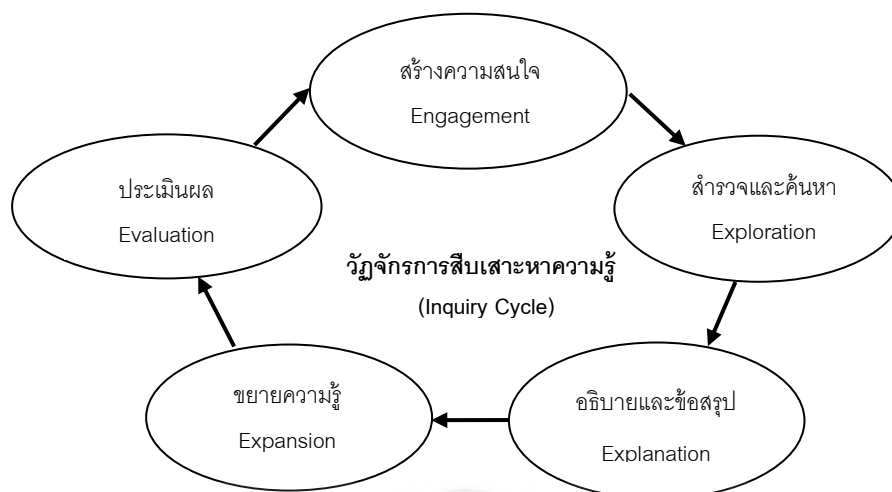 สร้างความสนใจ
Engagement
สำรวจและค้นหา
Exploration
อธิบายและข้อสรุป
Explanation
ขยายความรู้
Expansion
ประเมินผล
Evaluation
วัฏจักรการสืบเสาะหาความรู้
(Inquiry Cycle)